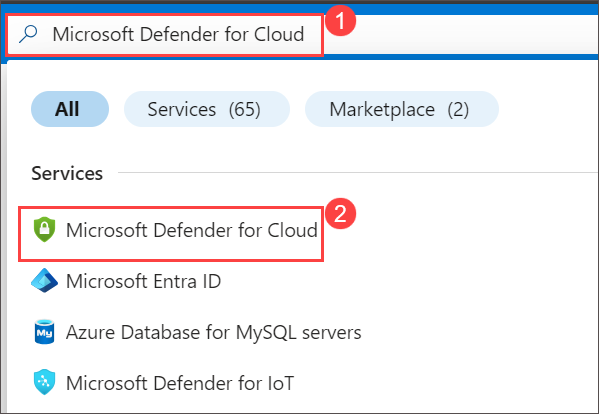 Microsoft Defender for Cloud 1
All Services (65) Marketplace (2)
Services
Microsoft Defender for Cloud 2
Microsoft Entra ID
My Azure Database for MySQL servers
Microsoft Defender for IoT